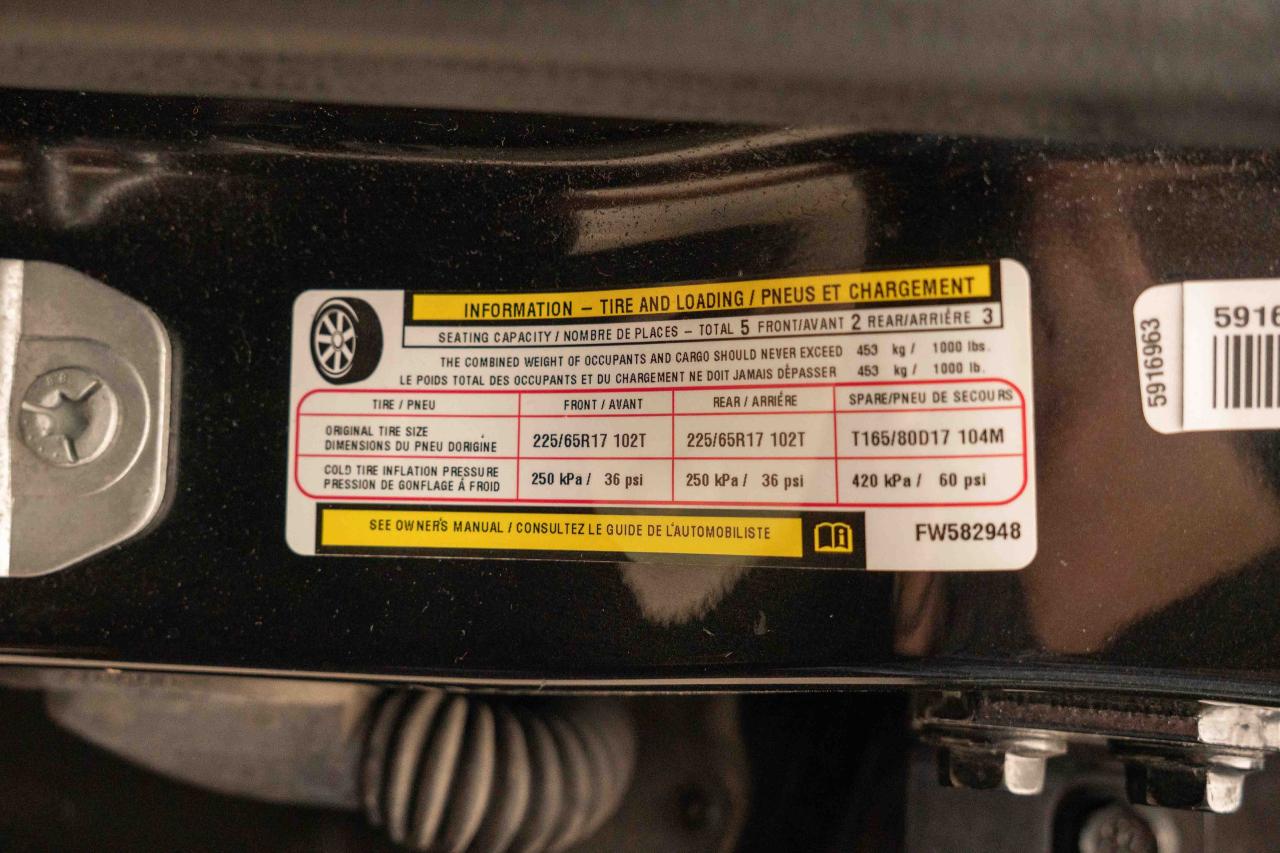 INFORMATION – TIRE AND LOADING / PNEUS ET CHARGEMENT
SEATING CAPACITY / NOMBRE DE PLACES – TOTAL 5 FRONT/AVANT 2 REAR/ARRIÉRE 3
THE COMBINED WEIGHT OF OCCUPANTS AND CARGO SHOULD NEVER EXCEED 453 kg / 1000 lbs.
LE POIDS TOTAL DES OCCUPANTS ET DU CHARGEMENT NE DOIT JAMAIS DÉPASSER 453 kg / 1000 lb.
TIRE / PNEU FRONT / AVANT REAR / ARRIÉRE SPARE/PNEU DE SECOURS
ORIGINAL TIRE SIZE
DIMENSIONS DU PNEU DORIGINE 225/65R17 102T 225/65R17 102T T165/80D17 104M
COLD TIRE INFLATION PRESSURE
PRESSION DE GONFLAGE Á FROID 250 kPa / 36 psi 250 kPa / 36 psi 420 kPa / 60 psi
SEE OWNER'S MANUAL / CONSULTEZ LE GUIDE DE L'AUTOMOBILISTE
FW582948
5916963
5916